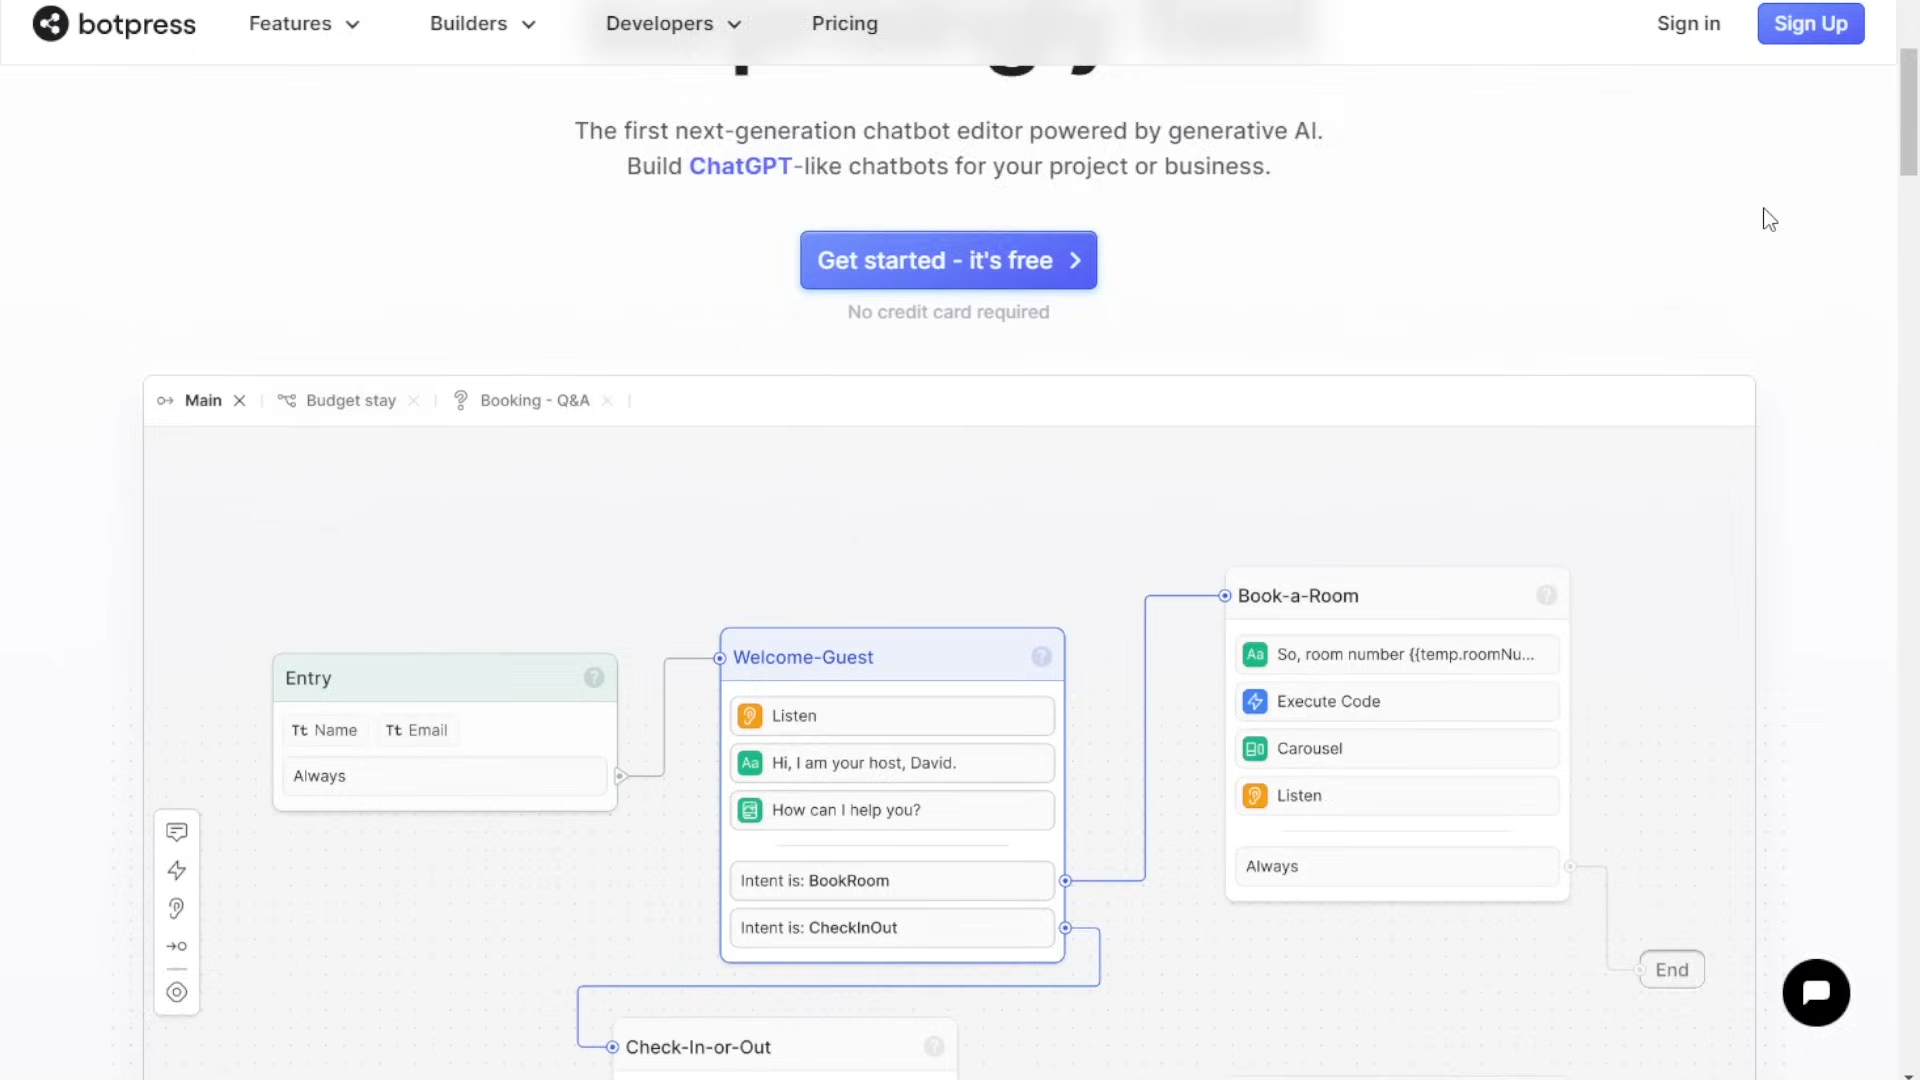 botpress
Features
Builders
Developers
Pricing
Sign in
Sign Up
The first next-generation chatbot editor powered by generative AI.
Build ChatGPT-like chatbots for your project or business.
Get started - it's free
No credit card required
Main
Budget stay
Booking - Q&A
Entry
Tt Name
Tt Email
Always
Welcome-Guest
Listen
Aa Hi, I am your host, David.
How can I help you?
Intent is: BookRoom
Intent is: CheckInOut
Book-a-Room
Aa So, room number {{temp.roomNu...
Execute Code
Carousel
Listen
Always
End
Check-In-or-Out